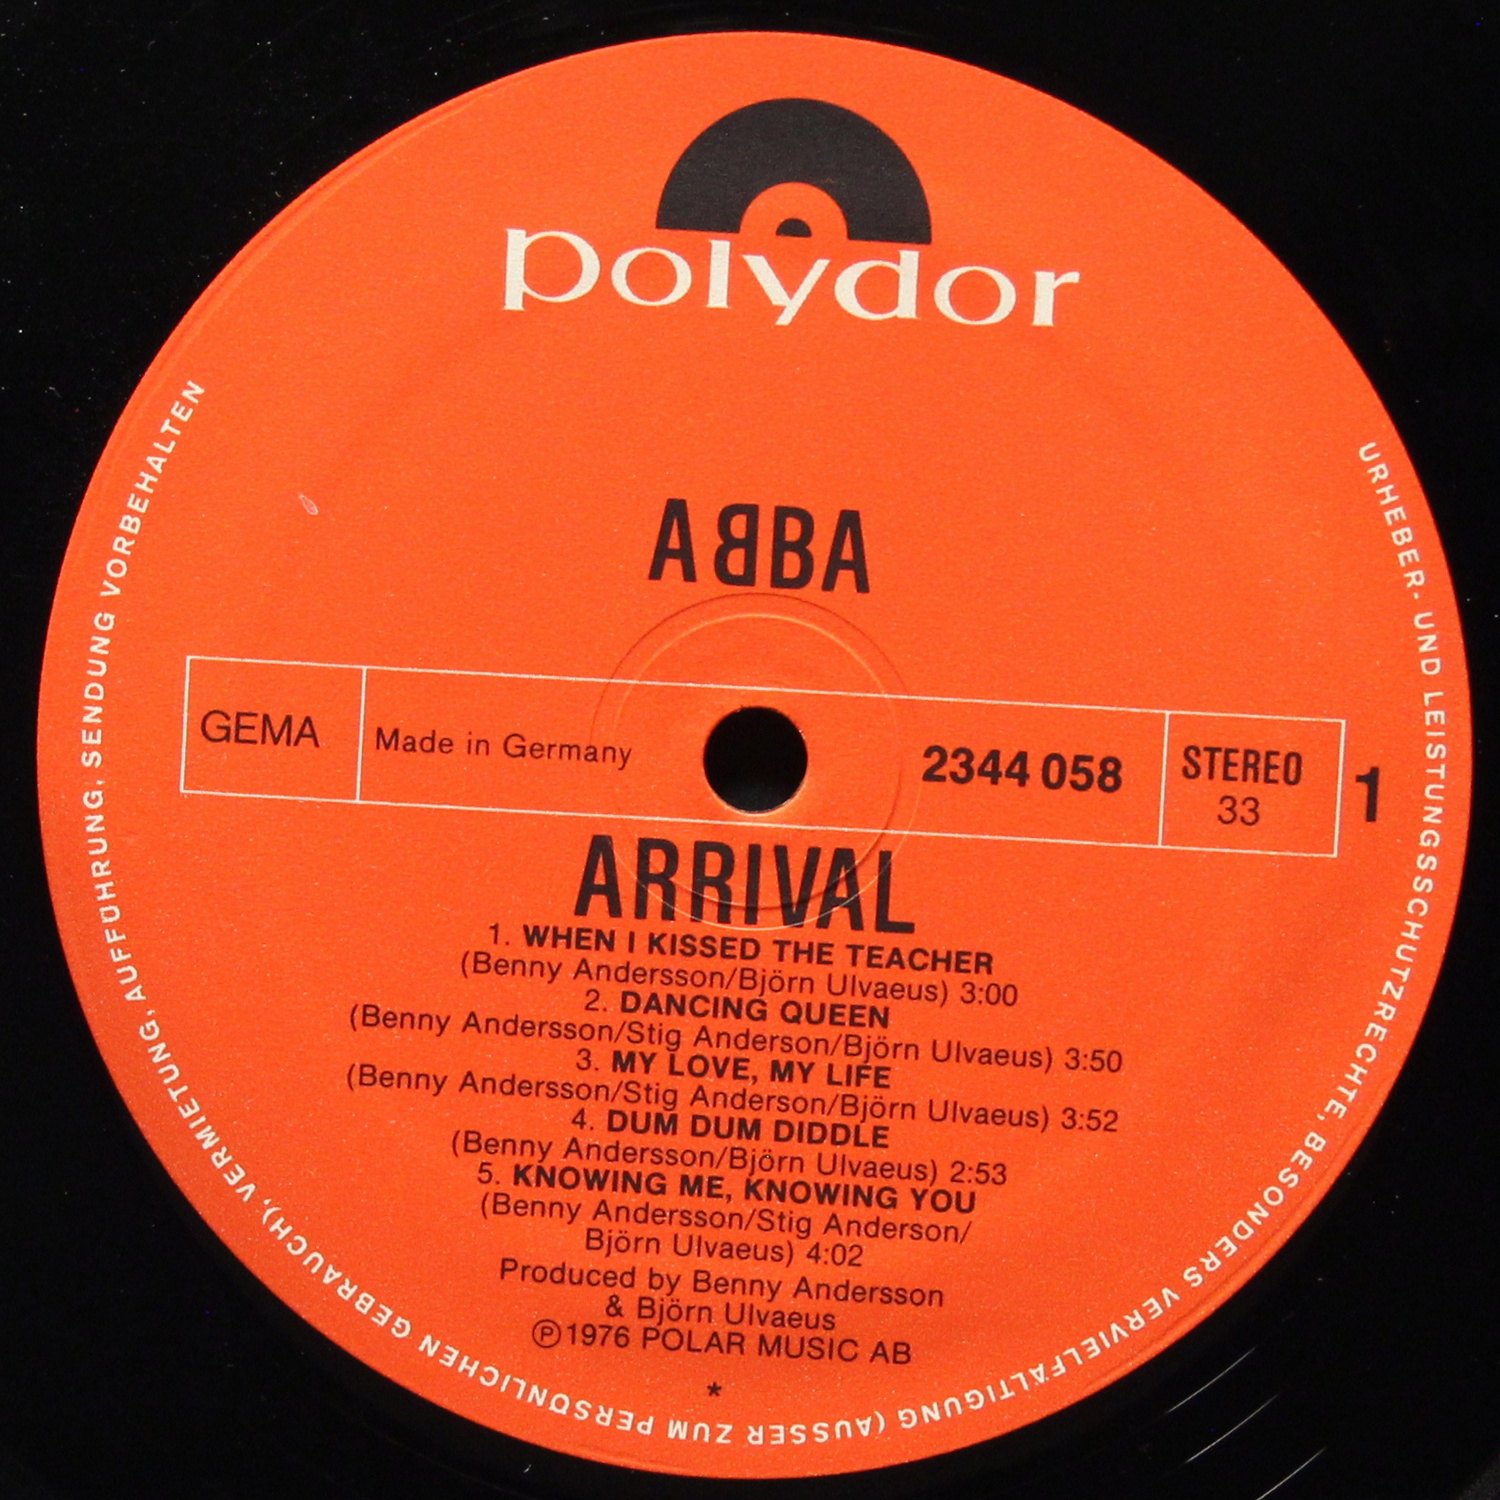 polydor
ABBA
GEMA
Made in Germany
2344 058
STEREO
33
1
ARRIVAL
1. WHEN I KISSED THE TEACHER
(Benny Andersson/Björn Ulvaeus) 3:00
2. DANCING QUEEN
(Benny Andersson/Stig Anderson/Björn Ulvaeus) 3:50
3. MY LOVE, MY LIFE
(Benny Andersson/Stig Anderson/Björn Ulvaeus) 3:52
4. DUM DUM DIDDLE
(Benny Andersson/Björn Ulvaeus) 2:53
5. KNOWING ME, KNOWING YOU
(Benny Andersson/Stig Anderson/
Björn Ulvaeus) 4:02
Produced by Benny Andersson
& Björn Ulvaeus
℗ 1976 POLAR MUSIC AB
*
URHEBER- UND LEISTUNGSSCHUTZRECHTE, BESONDERS VERVIELFÄLTIGUNG (AUSSER ZUM PERSÖNLICHEN GEBRAUCH), VERMIETUNG, AUFFÜHRUNG, SENDUNG VORBEHALTEN